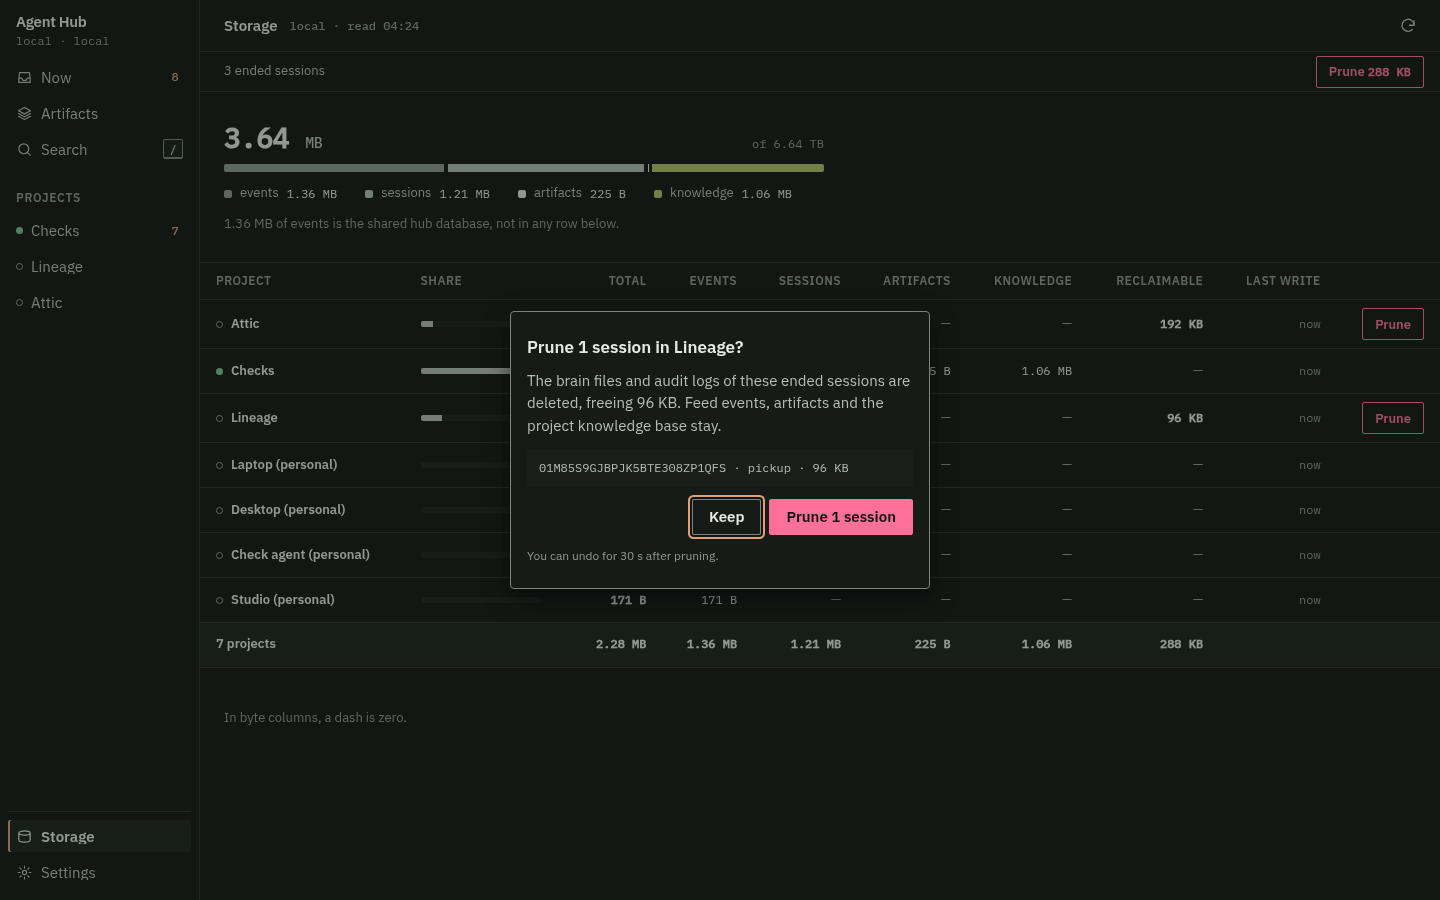 Agent Hub
local · local
Now 8
Artifacts
Search /
PROJECTS
Checks 7
Lineage
Attic
Storage
Settings
Storage local · read 04:24
3 ended sessions
Prune 288 KB
3.64 MB
of 6.64 TB
events 1.36 MB sessions 1.21 MB artifacts 225 B knowledge 1.06 MB
1.36 MB of events is the shared hub database, not in any row below.
PROJECT SHARE TOTAL EVENTS SESSIONS ARTIFACTS KNOWLEDGE RECLAIMABLE LAST WRITE
Attic — — 192 KB now Prune
Checks 5 B 1.06 MB — now
Lineage — — 96 KB now Prune
Laptop (personal) — — — now
Desktop (personal) — — — now
Check agent (personal) — — — now
Studio (personal) 171 B 171 B — — — — now
7 projects 2.28 MB 1.36 MB 1.21 MB 225 B 1.06 MB 288 KB
In byte columns, a dash is zero.
Prune 1 session in Lineage?
The brain files and audit logs of these ended sessions are
deleted, freeing 96 KB. Feed events, artifacts and the
project knowledge base stay.
01M85S9GJBPJK5BTE308ZP1QFS · pickup · 96 KB
Keep
Prune 1 session
You can undo for 30 s after pruning.